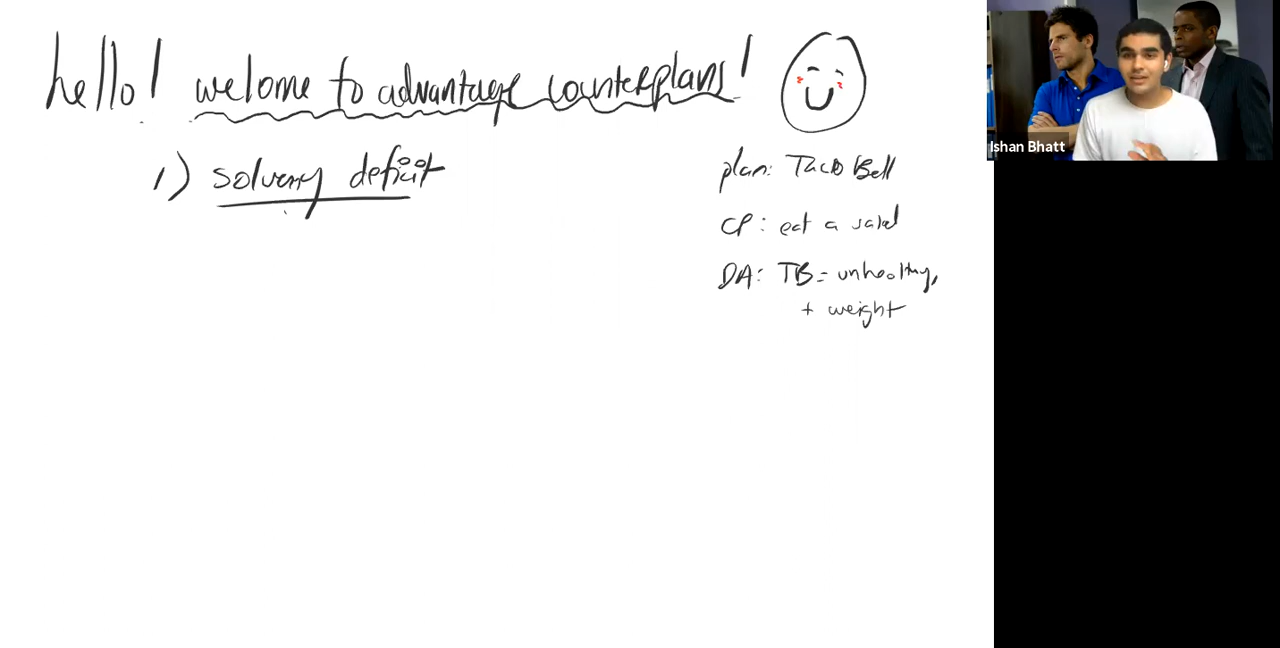 hello! welome to advantage counterplans!
1) solvency deficit
plan: Taco Bell
CP: eat a salad
DA: TB = unhealthy,
+ weight
Ishan Bhatt